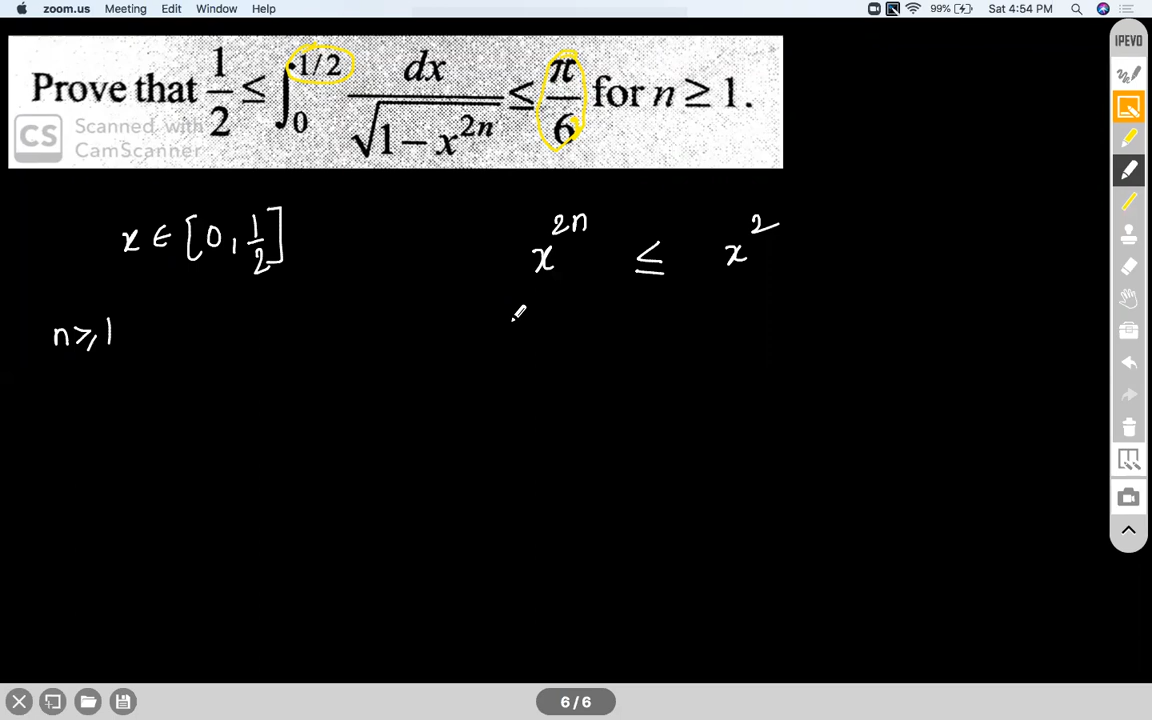 zoom.us Meeting Edit Window Help 99% Sat 4:54 PM
IPEVO
Prove that 1/2 ≤ ∫₀^{1/2} dx/√(1−x^{2n}) ≤ π/6 for n ≥ 1.
CS Scanned with CamScanner
x ∈ [0, 1/2] x^{2n} ≤ x^2
n ≥ 1
6 / 6